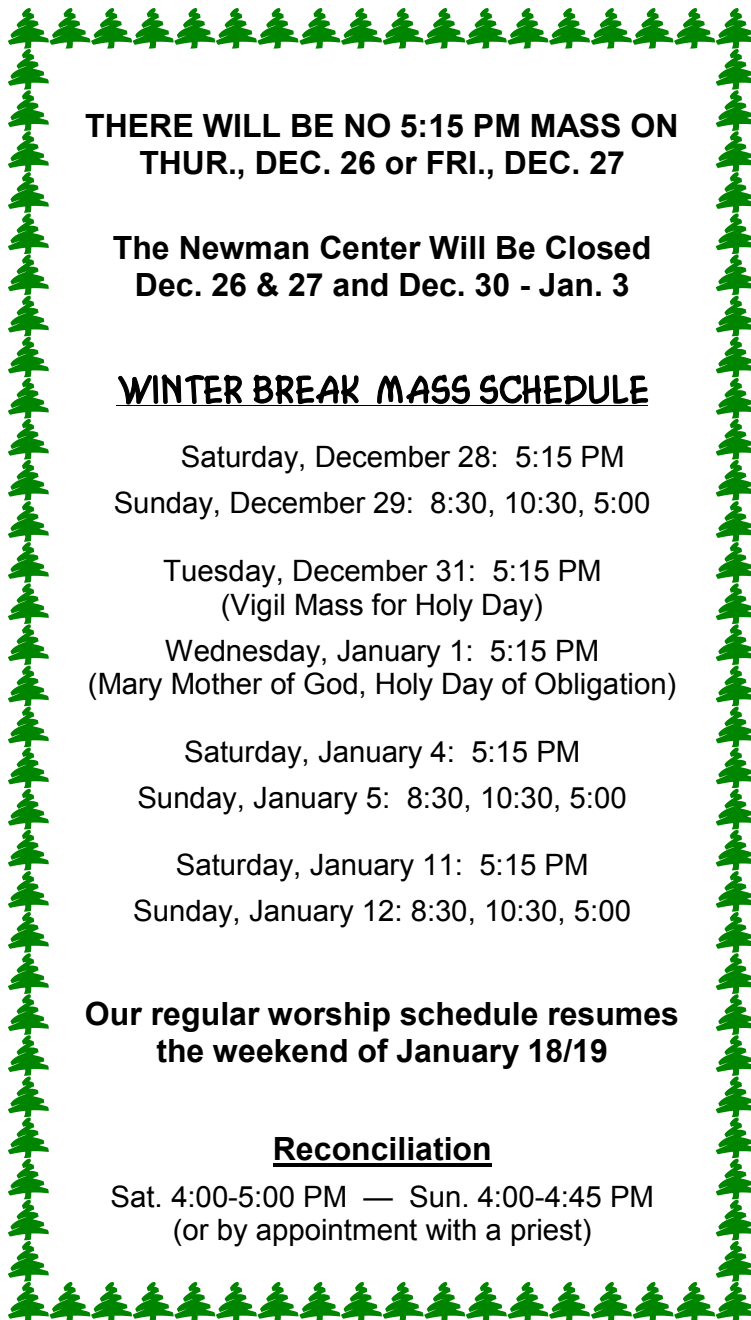 THERE WILL BE NO 5:15 PM MASS ON
THUR., DEC. 26 or FRI., DEC. 27
The Newman Center Will Be Closed
Dec. 26 & 27 and Dec. 30 - Jan. 3
WINTER BREAK MASS SCHEDULE
Saturday, December 28: 5:15 PM
Sunday, December 29: 8:30, 10:30, 5:00
Tuesday, December 31: 5:15 PM
(Vigil Mass for Holy Day)
Wednesday, January 1: 5:15 PM
(Mary Mother of God, Holy Day of Obligation)
Saturday, January 4: 5:15 PM
Sunday, January 5: 8:30, 10:30, 5:00
Saturday, January 11: 5:15 PM
Sunday, January 12: 8:30, 10:30, 5:00
Our regular worship schedule resumes
the weekend of January 18/19
Reconciliation
Sat. 4:00-5:00 PM — Sun. 4:00-4:45 PM
(or by appointment with a priest)